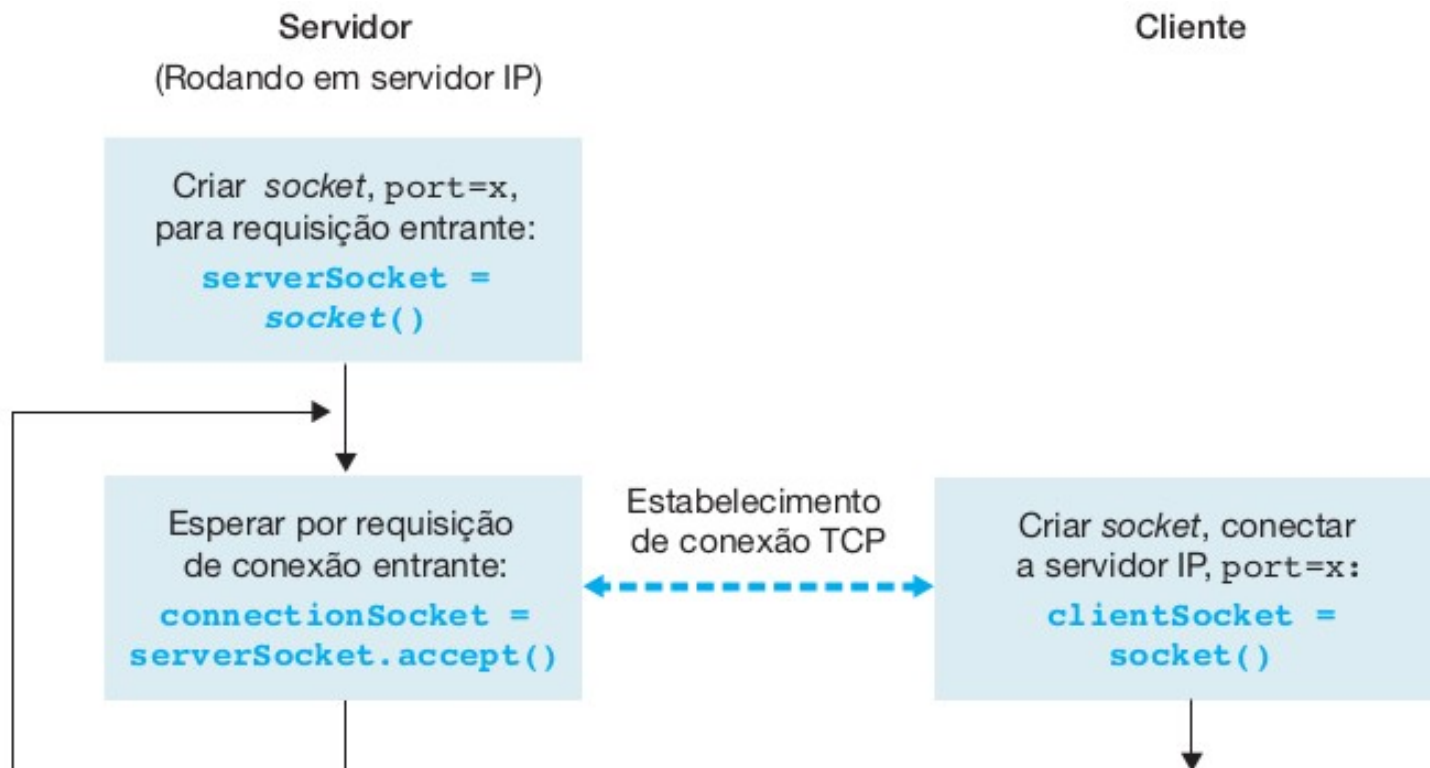 Servidor
(Rodando em servidor IP)
Cliente
Criar socket, port=x,
para requisição entrante:
serverSocket =
socket()
Esperar por requisição
de conexão entrante:
connectionSocket =
serverSocket.accept()
Estabelecimento
de conexão TCP
Criar socket, conectar
a servidor IP, port=x:
clientSocket =
socket()